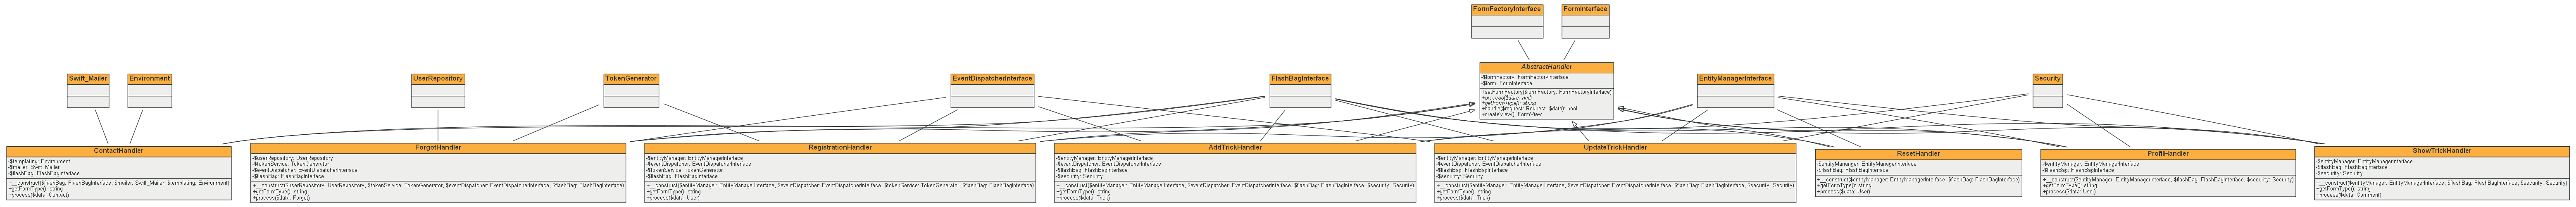 FormFactoryInterface
FormInterface
Swift_Mailer
Environment
UserRepository
TokenGenerator
EventDispatcherInterface
FlashBagInterface
AbstractHandler
-$formFactory: FormFactoryInterface
-$form: FormInterface
+setFormFactory($formFactory: FormFactoryInterface)
+process($data: null)
+getFormType(): string
+handle($request: Request, $data): bool
+createView(): FormView
EntityManagerInterface
Security
ContactHandler
-$templating: Environment
-$mailer: Swift_Mailer
-$flashBag: FlashBagInterface
+__construct($flashBag: FlashBagInterface, $mailer: Swift_Mailer, $templating: Environment)
+getFormType(): string
+process($data: Contact)
ForgotHandler
-$userRepository: UserRepository
-$tokenService: TokenGenerator
-$eventDispatcher: EventDispatcherInterface
-$flashBag: FlashBagInterface
+__construct($userRepository: UserRepository, $tokenService: TokenGenerator, $eventDispatcher: EventDispatcherInterface, $flashBag: FlashBagInterface)
+getFormType(): string
+process($data: Forgot)
RegistrationHandler
-$entityManager: EntityManagerInterface
-$eventDispatcher: EventDispatcherInterface
-$tokenService: TokenGenerator
-$flashBag: FlashBagInterface
+__construct($entityManager: EntityManagerInterface, $eventDispatcher: EventDispatcherInterface, $tokenService: TokenGenerator, $flashBag: FlashBagInterface)
+getFormType(): string
+process($data: User)
AddTrickHandler
-$entityManager: EntityManagerInterface
-$eventDispatcher: EventDispatcherInterface
-$flashBag: FlashBagInterface
-$security: Security
+__construct($entityManager: EntityManagerInterface, $eventDispatcher: EventDispatcherInterface, $flashBag: FlashBagInterface, $security: Security)
+getFormType(): string
+process($data: Trick)
UpdateTrickHandler
-$entityManager: EntityManagerInterface
-$eventDispatcher: EventDispatcherInterface
-$flashBag: FlashBagInterface
-$security: Security
+__construct($entityManager: EntityManagerInterface, $eventDispatcher: EventDispatcherInterface, $flashBag: FlashBagInterface, $security: Security)
+getFormType(): string
+process($data: Trick)
ResetHandler
-$entityManager: EntityManagerInterface
-$flashBag: FlashBagInterface
+__construct($entityManager: EntityManagerInterface, $flashBag: FlashBagInterface)
+getFormType(): string
+process($data: User)
ProfilHandler
-$entityManager: EntityManagerInterface
-$flashBag: FlashBagInterface
+__construct($entityManager: EntityManagerInterface, $flashBag: FlashBagInterface, $security: Security)
+getFormType(): string
+process($data: User)
ShowTrickHandler
-$entityManager: EntityManagerInterface
-$flashBag: FlashBagInterface
-$security: Security
+__construct($entityManager: EntityManagerInterface, $flashBag: FlashBagInterface, $security: Security)
+getFormType(): string
+process($data: Comment)